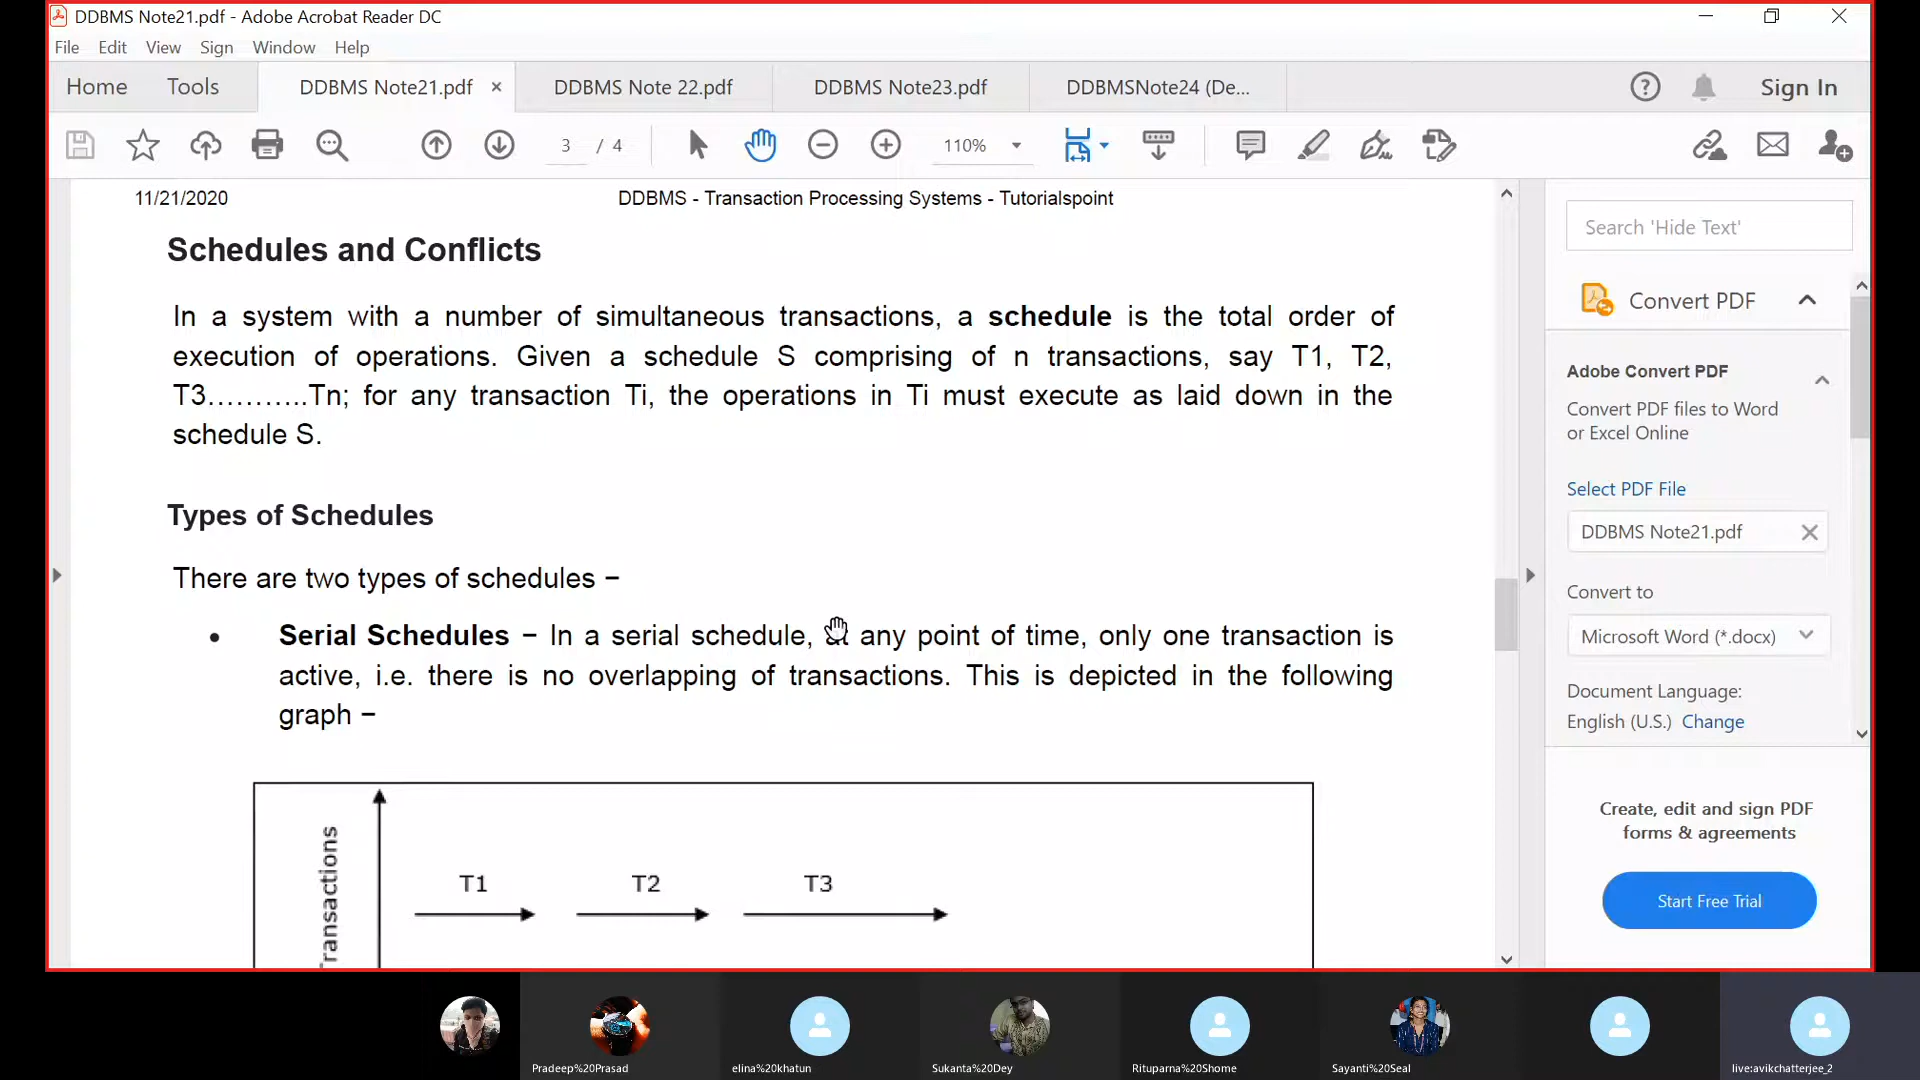 DDBMS Note21.pdf - Adobe Acrobat Reader DC
File Edit View Sign Window Help
Home Tools DDBMS Note21.pdf DDBMS Note 22.pdf DDBMS Note23.pdf DDBMSNote24 (De... Sign In
3 / 4 110%
11/21/2020 DDBMS - Transaction Processing Systems - Tutorialspoint
Schedules and Conflicts
In a system with a number of simultaneous transactions, a schedule is the total order of
execution of operations. Given a schedule S comprising of n transactions, say T1, T2,
T3………..Tn; for any transaction Ti, the operations in Ti must execute as laid down in the
schedule S.
Types of Schedules
There are two types of schedules −
• Serial Schedules − In a serial schedule, at any point of time, only one transaction is
active, i.e. there is no overlapping of transactions. This is depicted in the following
graph −
Transactions
T1 T2 T3
Search 'Hide Text'
Convert PDF
Adobe Convert PDF
Convert PDF files to Word
or Excel Online
Select PDF File
DDBMS Note21.pdf
Convert to
Microsoft Word (*.docx)
Document Language:
English (U.S.) Change
Create, edit and sign PDF
forms & agreements
Start Free Trial
Pradeep%20Prasad elina%20khatun Sukanta%20Dey Rituparna%20Shome Sayanti%20Seal live:avikchatterjee_2